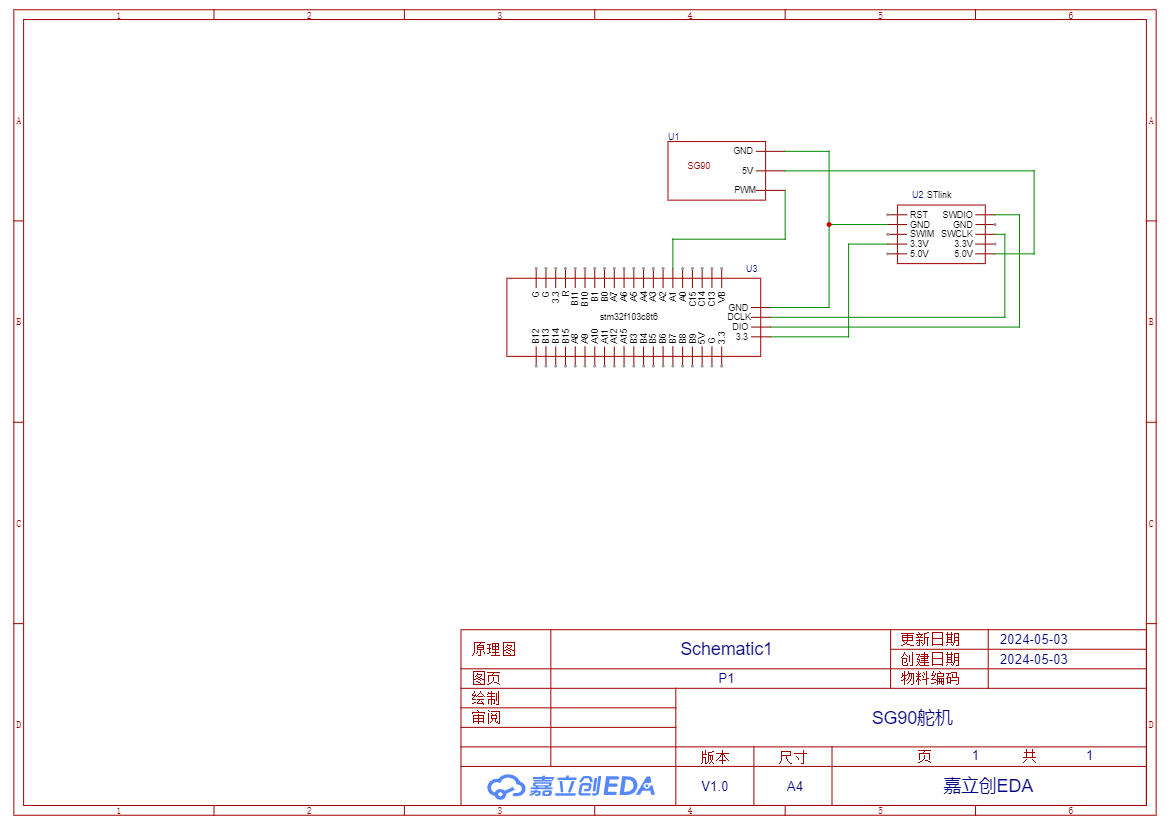 1 2 3 4 5 6
A A
U1
GND
SG90
5V
PWM
U2 STlink
RST SWDIO
GND GND
SWIM SWCLK
3.3V 3.3V
5.0V 5.0V
U3
G G 3.3 R B11 B10 B1 B0 A7 A6 A5 A4 A3 A2 A1 A0 C15 C14 C13 VB
GND
stm32f103c8t6 DCLK
B B
DIO
3.3
B12 B13 B14 B15 A8 A9 A10 A11 A12 A15 B3 B4 B5 B6 B7 B8 B9 5V G 3.3
C C
原理图 Schematic1 更新日期 2024-05-03
创建日期 2024-05-03
图页 P1 物料编码
绘制
审阅 SG90舵机
D D
版本 尺寸 页 1 共 1
嘉立创EDA V1.0 A4 嘉立创EDA
1 2 3 4 5 6